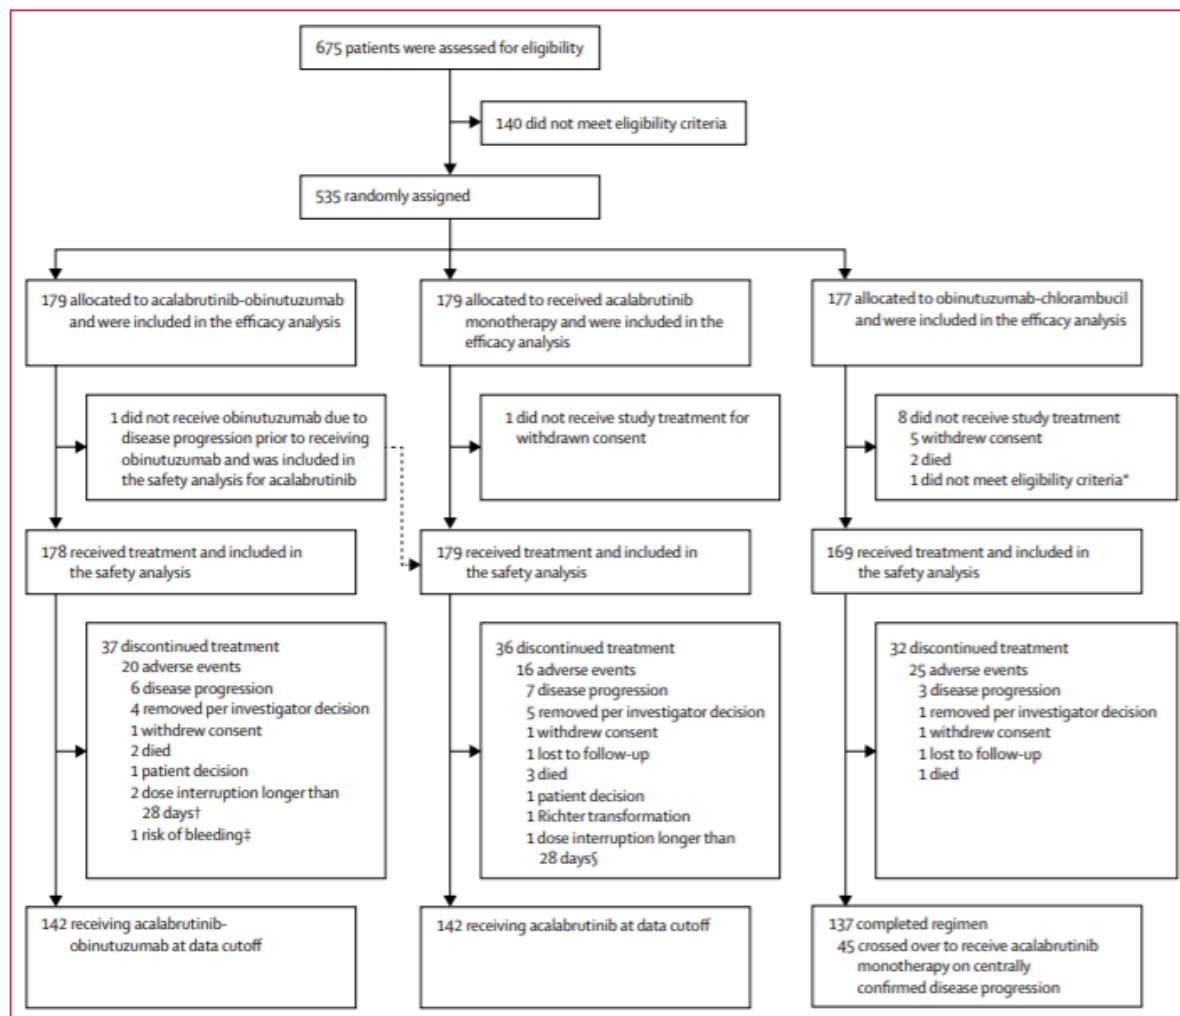 675 patients were assessed for eligibility
140 did not meet eligibility criteria
535 randomly assigned
179 allocated to acalabrutinib-obinutuzumab
and were included in the efficacy analysis
179 allocated to received acalabrutinib
monotherapy and were included in the
efficacy analysis
177 allocated to obinutuzumab-chlorambucil
and were included in the efficacy analysis
1 did not receive obinutuzumab due to
disease progression prior to receiving
obinutuzumab and was included in
the safety analysis for acalabrutinib
1 did not receive study treatment for
withdrawn consent
8 did not receive study treatment
5 withdrew consent
2 died
1 did not meet eligibility criteria*
178 received treatment and included in
the safety analysis
179 received treatment and included in
the safety analysis
169 received treatment and included in
the safety analysis
37 discontinued treatment
20 adverse events
6 disease progression
4 removed per investigator decision
1 withdrew consent
2 died
1 patient decision
2 dose interruption longer than
28 days†
1 risk of bleeding‡
36 discontinued treatment
16 adverse events
7 disease progression
5 removed per investigator decision
1 withdrew consent
1 lost to follow-up
3 died
1 patient decision
1 Richter transformation
1 dose interruption longer than
28 days§
32 discontinued treatment
25 adverse events
3 disease progression
1 removed per investigator decision
1 withdrew consent
1 lost to follow-up
1 died
142 receiving acalabrutinib-
obinutuzumab at data cutoff
142 receiving acalabrutinib at data cutoff
137 completed regimen
45 crossed over to receive acalabrutinib
monotherapy on centrally
confirmed disease progression